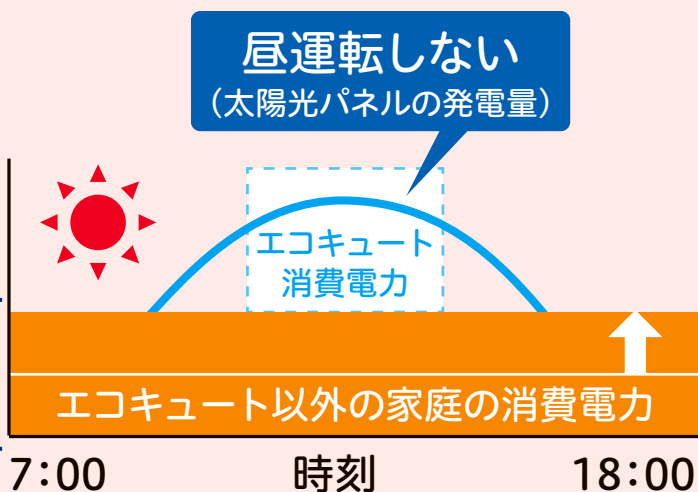 昼運転しない
（太陽光パネルの発電量）
エコキュート
消費電力
エコキュート以外の家庭の消費電力
7：00 時刻 18：00